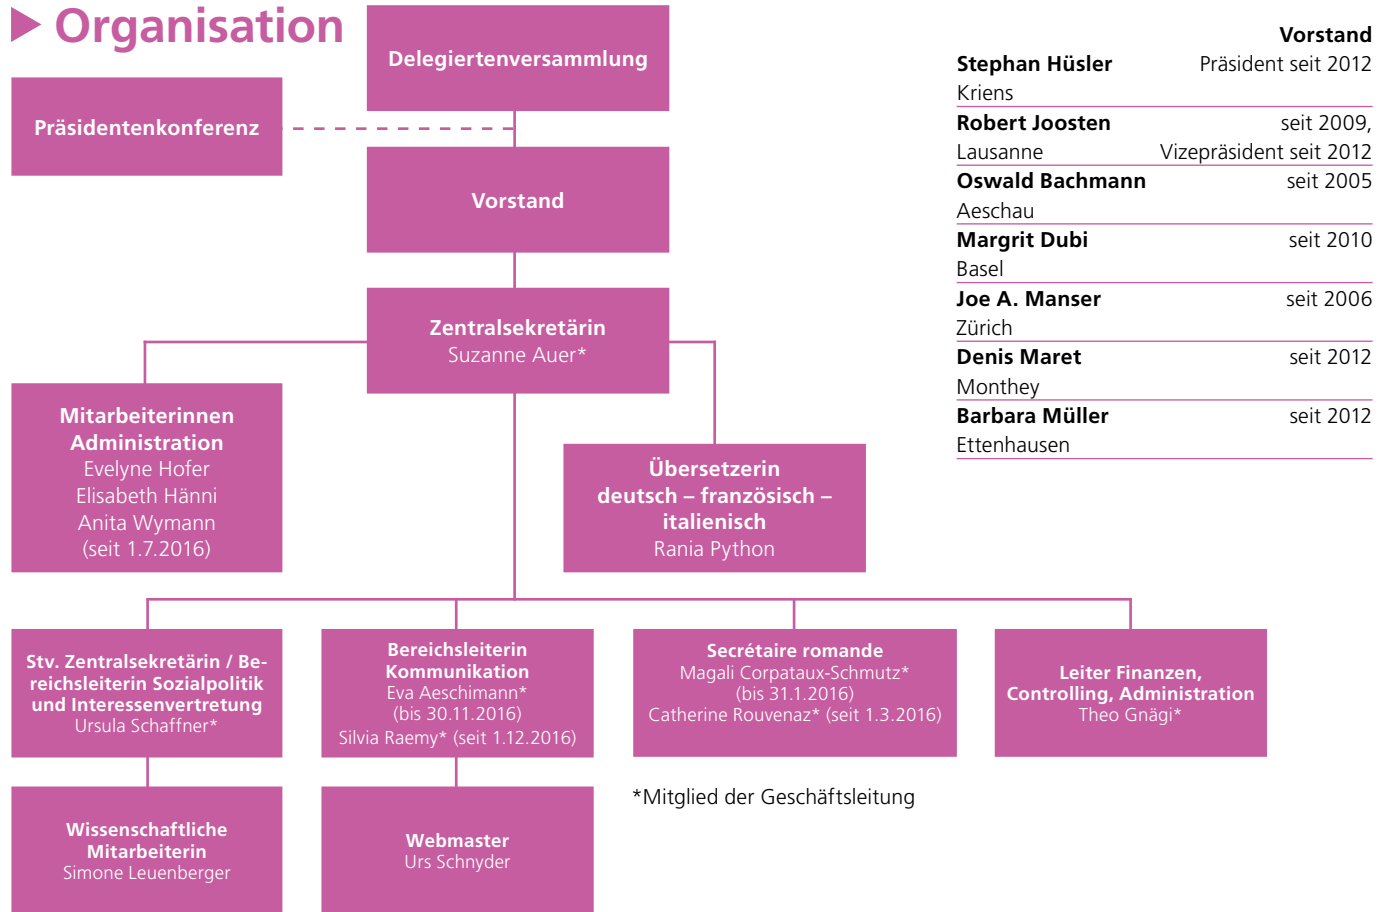 Organisation
Delegiertenversammlung
Präsidentenkonferenz
Vorstand
Zentralsekretärin
Suzanne Auer*
Mitarbeiterinnen
Administration
Evelyne Hofer
Elisabeth Hänni
Anita Wymann
(seit 1.7.2016)
Übersetzerin
deutsch – französisch –
italienisch
Rania Python
Stv. Zentralsekretärin / Be-
reichsleiterin Sozialpolitik
und Interessenvertretung
Ursula Schaffner*
Bereichsleiterin
Kommunikation
Eva Aeschimann*
(bis 30.11.2016)
Silvia Raemy* (seit 1.12.2016)
Secrétaire romande
Magali Corpataux-Schmutz*
(bis 31.1.2016)
Catherine Rouvenaz* (seit 1.3.2016)
Leiter Finanzen,
Controlling, Administration
Theo Gnägi*
Wissenschaftliche
Mitarbeiterin
Simone Leuenberger
Webmaster
Urs Schnyder
*Mitglied der Geschäftsleitung
Vorstand
Stephan Hüsler Präsident seit 2012
Kriens
Robert Joosten seit 2009,
Lausanne Vizepräsident seit 2012
Oswald Bachmann seit 2005
Aeschau
Margrit Dubi seit 2010
Basel
Joe A. Manser seit 2006
Zürich
Denis Maret seit 2012
Monthey
Barbara Müller seit 2012
Ettenhausen